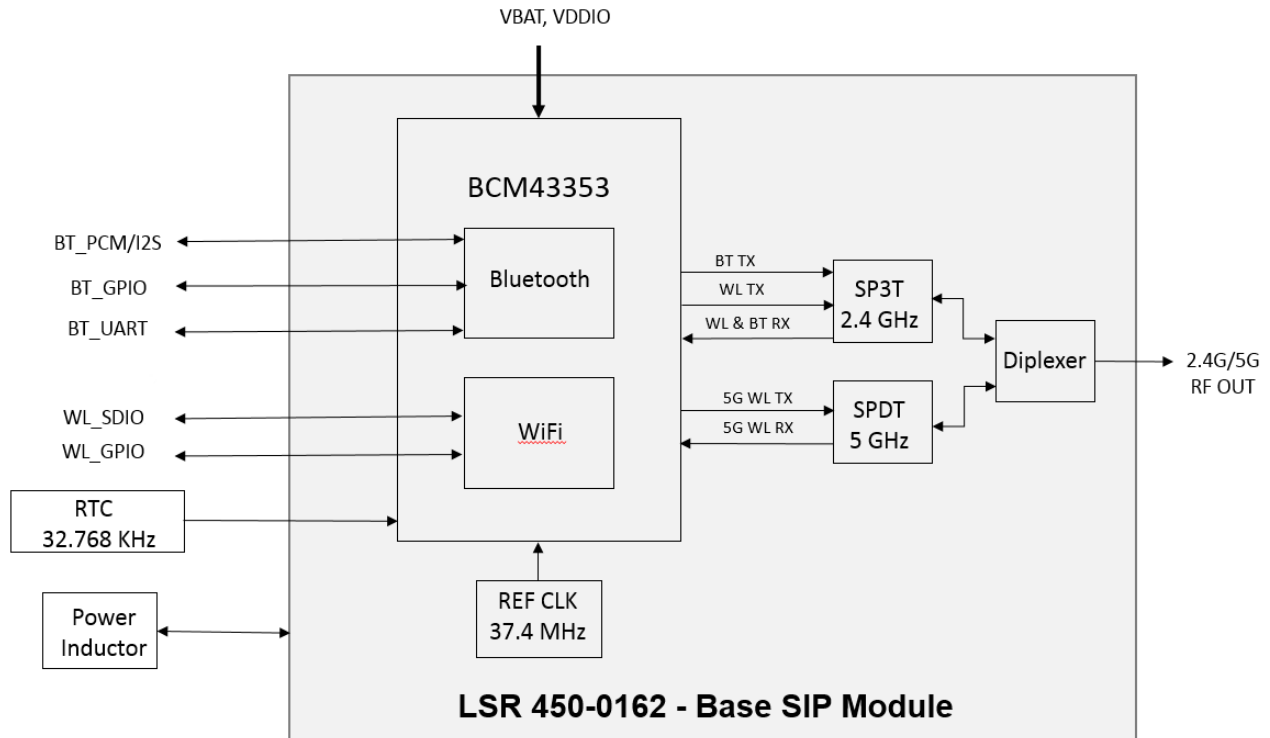 VBAT, VDDIO
BCM43353
BT_PCM/I2S
BT_GPIO
BT_UART
Bluetooth
BT TX
WL TX
WL & BT RX
SP3T
2.4 GHz
Diplexer
2.4G/5G
RF OUT
WL_SDIO
WL_GPIO
WiFi
5G WL TX
5G WL RX
SPDT
5 GHz
RTC
32.768 KHz
REF CLK
37.4 MHz
Power
Inductor
LSR 450-0162 - Base SIP Module